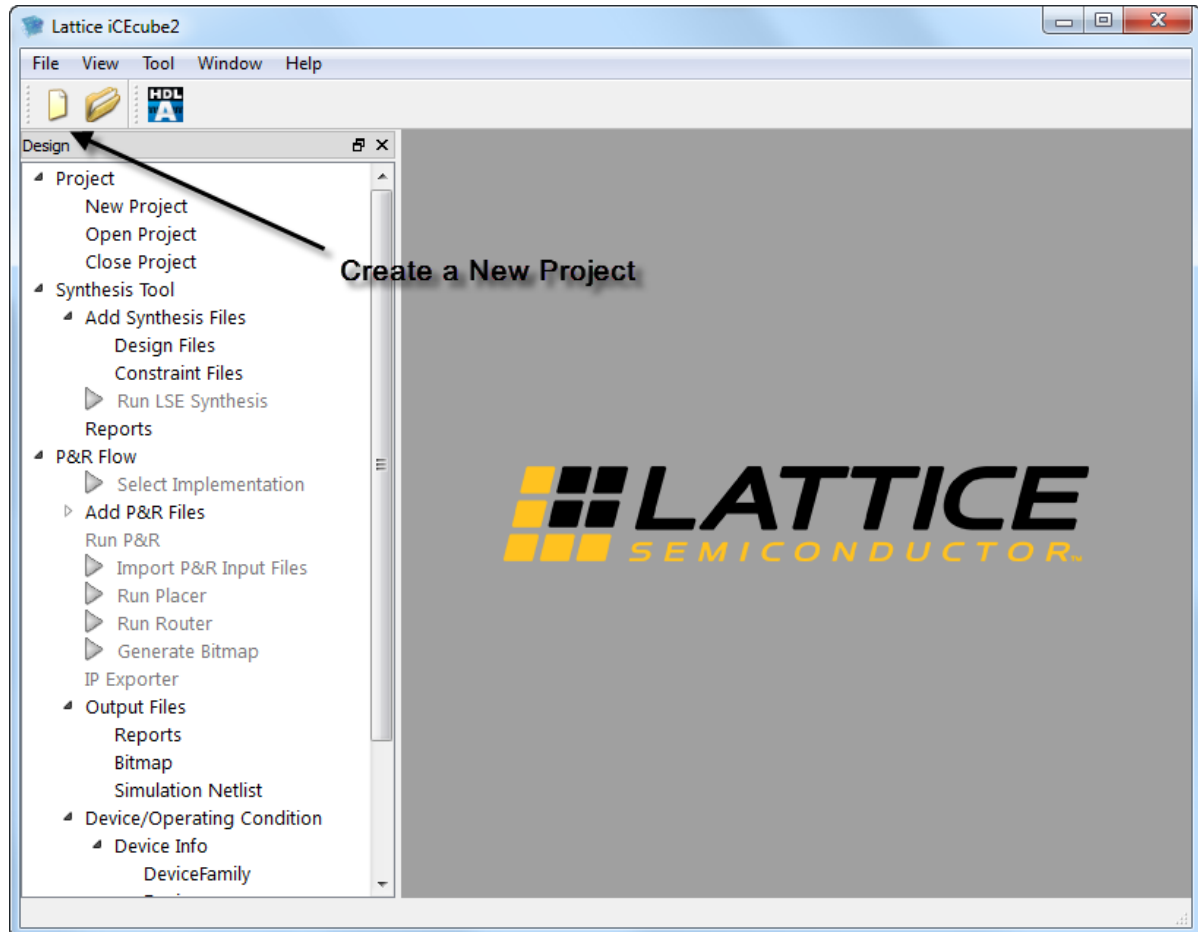 Lattice iCEcube2
File View Tool Window Help
HDL
A
Design
Project
New Project
Open Project
Close Project
Create a New Project
Synthesis Tool
Add Synthesis Files
Design Files
Constraint Files
Run LSE Synthesis
Reports
P&R Flow
Select Implementation
Add P&R Files
Run P&R
Import P&R Input Files
Run Placer
Run Router
Generate Bitmap
IP Exporter
Output Files
Reports
Bitmap
Simulation Netlist
Device/Operating Condition
Device Info
DeviceFamily
LATTICE
SEMICONDUCTOR™